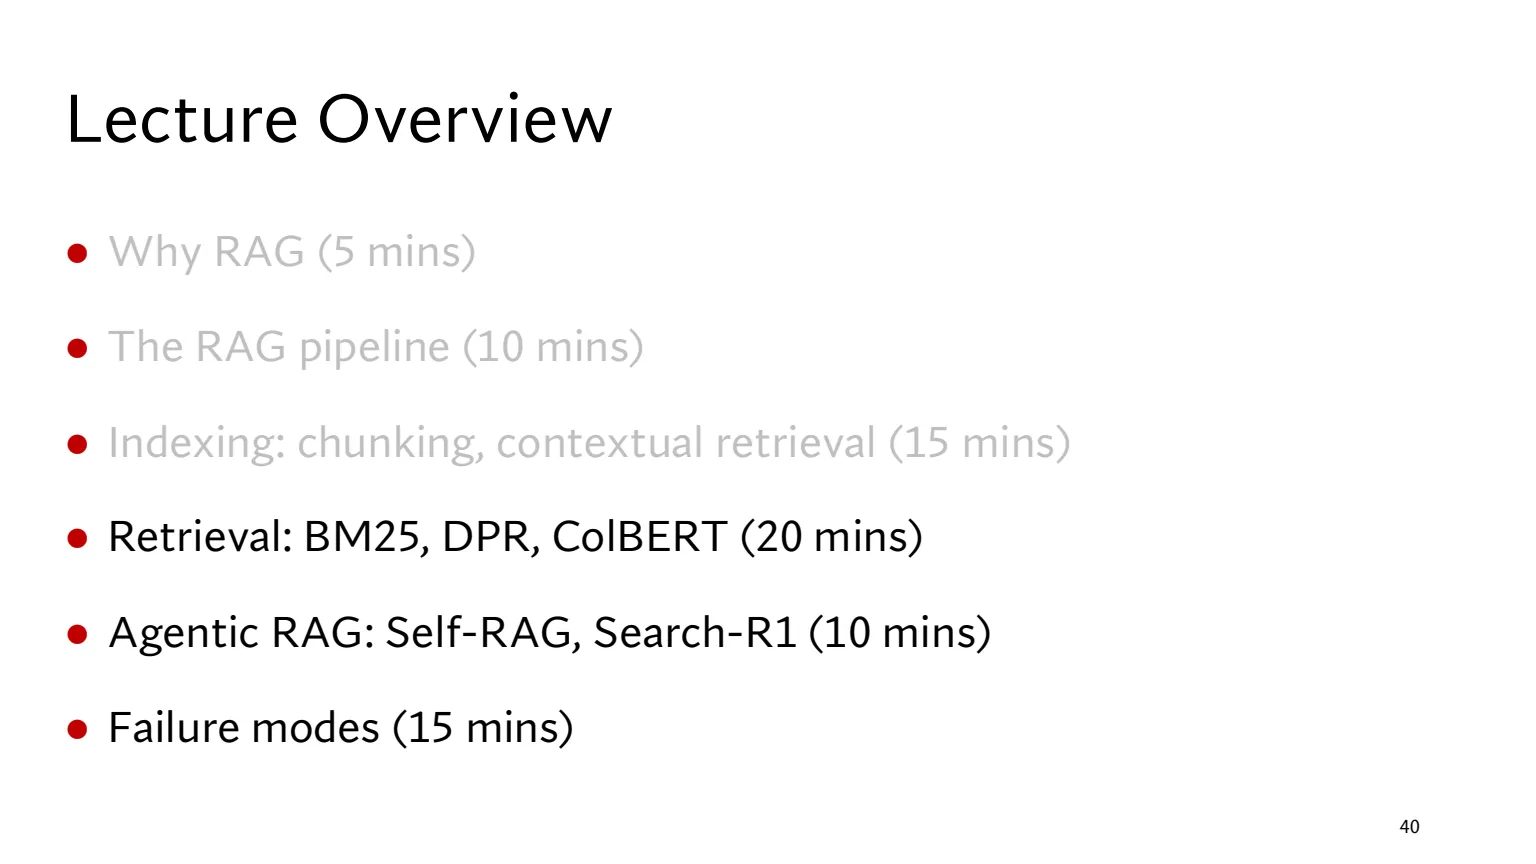 Lecture Overview
● Why RAG (5 mins)
● The RAG pipeline (10 mins)
● Indexing: chunking, contextual retrieval (15 mins)
● Retrieval: BM25, DPR, ColBERT (20 mins)
● Agentic RAG: Self-RAG, Search-R1 (10 mins)
● Failure modes (15 mins)
40